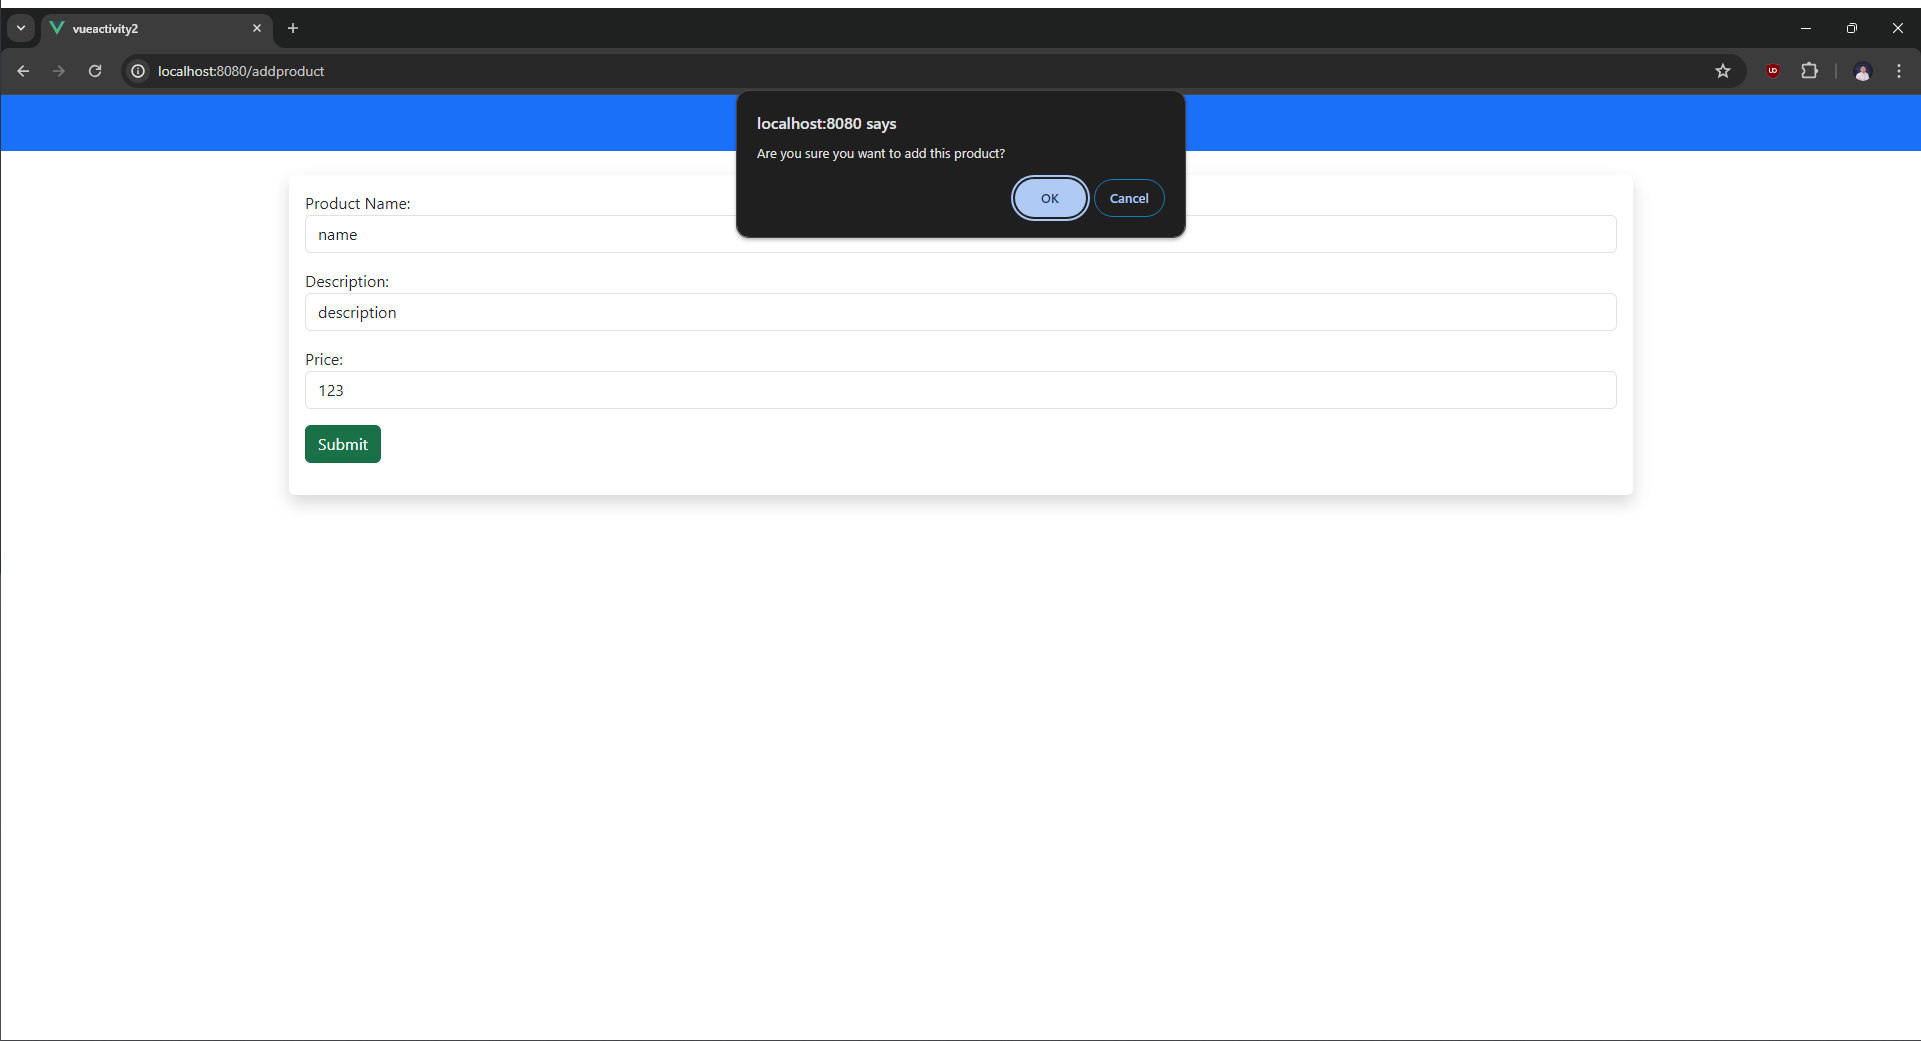 vueactivity2
localhost:8080/addproduct
localhost:8080 says
Are you sure you want to add this product?
OK
Cancel
Product Name:
name
Description:
description
Price:
123
Submit